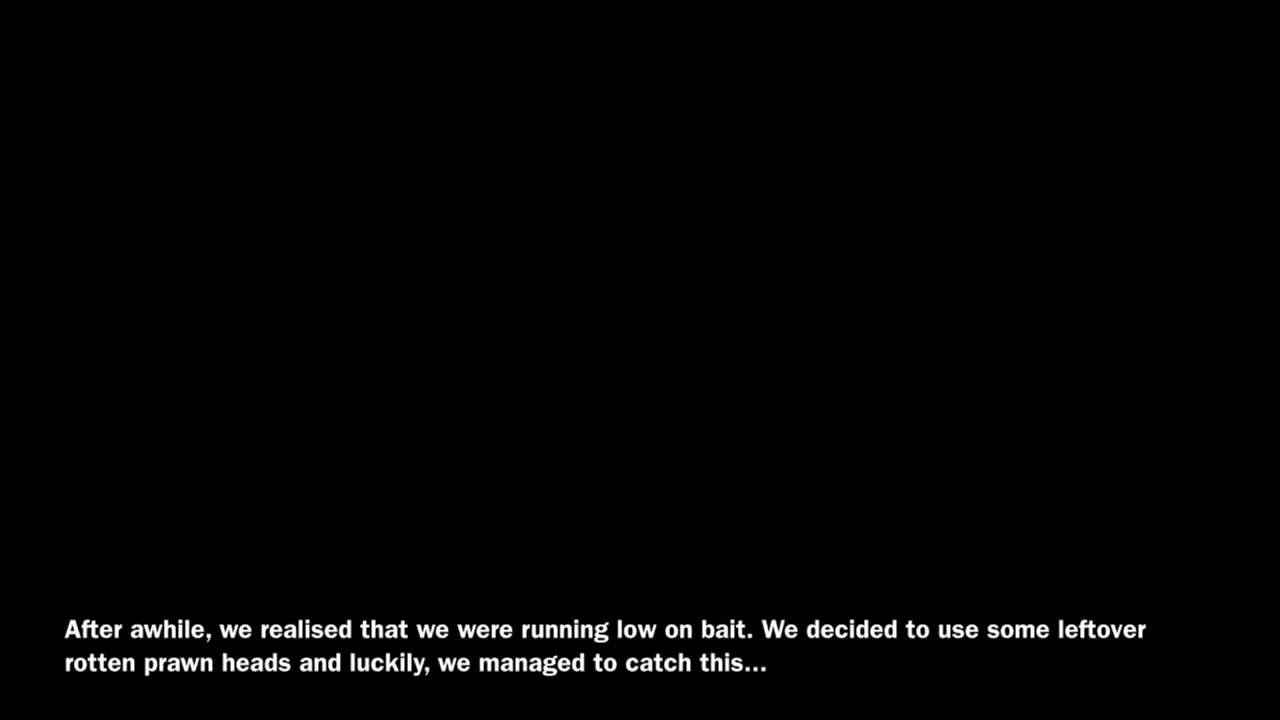 After awhile, we realised that we were running low on bait. We decided to use some leftover
rotten prawn heads and luckily, we managed to catch this...